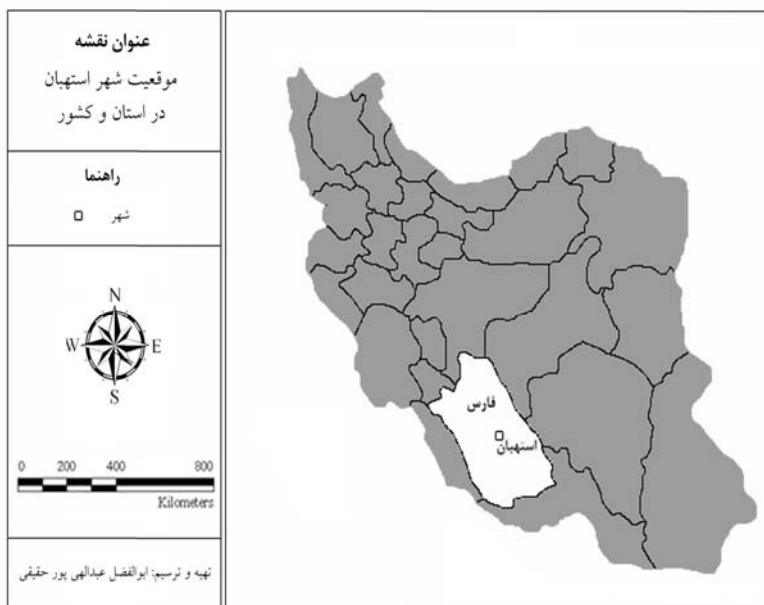 عنوان نقشه
موقعیت شهر استهبان
در استان و کشور
راهنما
شهر
N
W E
S
0 200 400 800
Kilometers
تهیه و ترسیم: ابوالفضل عبدالهی پور حقیقی
فارس
استهبان